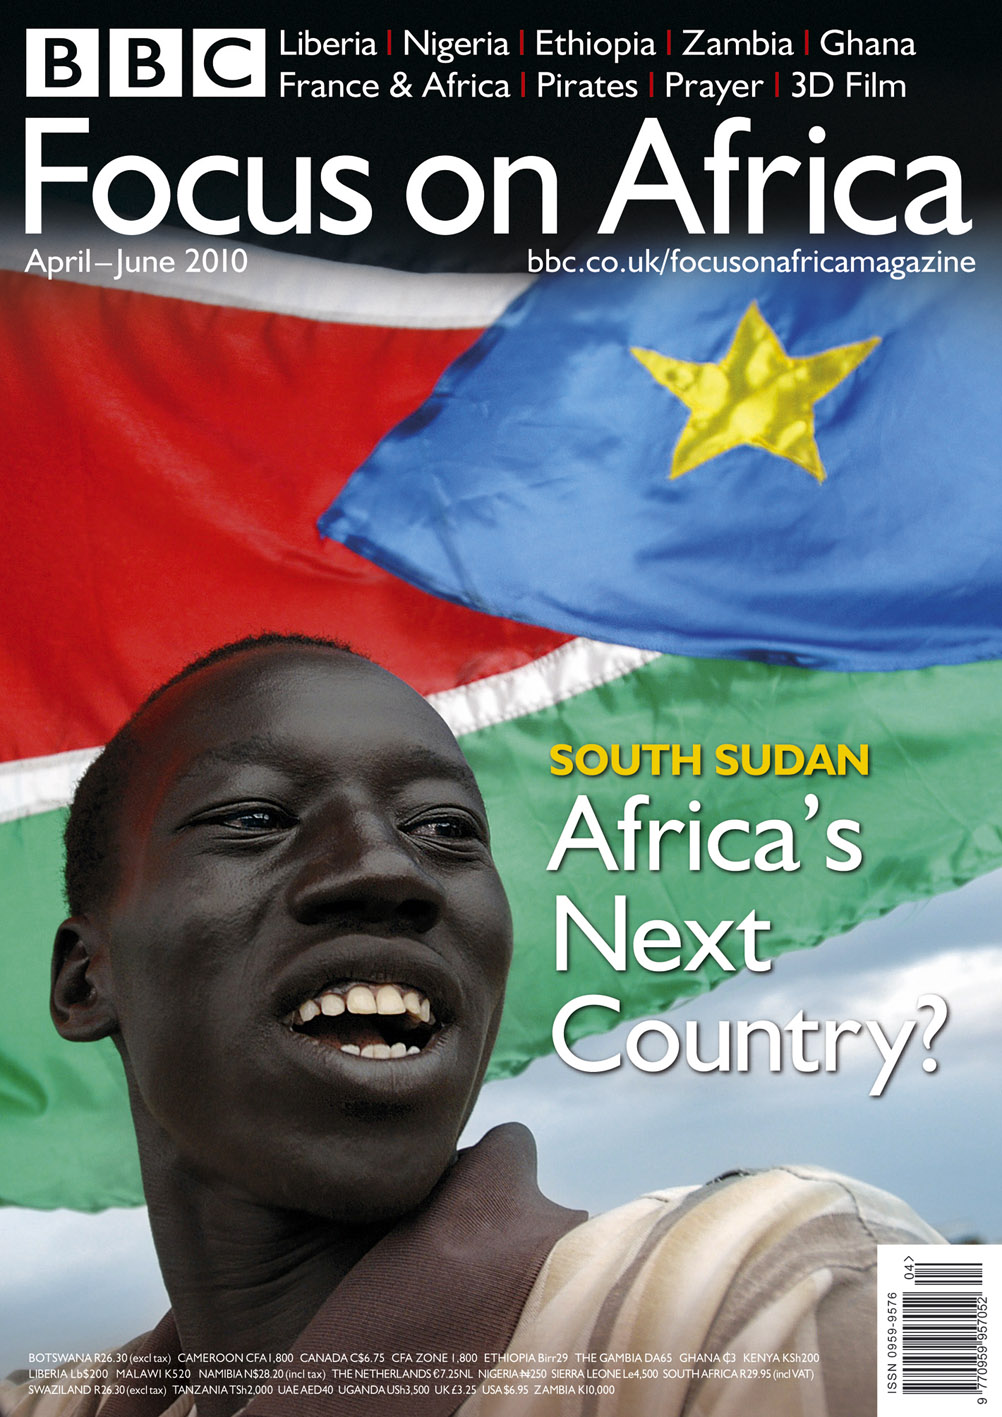 BBC
Liberia | Nigeria | Ethiopia | Zambia | Ghana
France & Africa | Pirates | Prayer | 3D Film
Focus on Africa
April–June 2010
bbc.co.uk/focusonafricamagazine
SOUTH SUDAN
Africa's
Next
Country?
BOTSWANA R26.30 (excl tax) CAMEROON CFA1,800 CANADA C$6.75 CFA ZONE 1,800 ETHIOPIA Birr29 THE GAMBIA DA65 GHANA ₵3 KENYA KSh200
LIBERIA Lb$200 MALAWI K520 NAMIBIA N$28.20 (incl tax) THE NETHERLANDS €7.25NL NIGERIA ₦250 SIERRA LEONE Le4,500 SOUTH AFRICA R29.95 (incl VAT)
SWAZILAND R26.30 (excl tax) TANZANIA TSh2,000 UAE AED40 UGANDA USh3,500 UK £3.25 USA $6.95 ZAMBIA K10,000
ISSN 0959-9576
04>
9 770959 957052